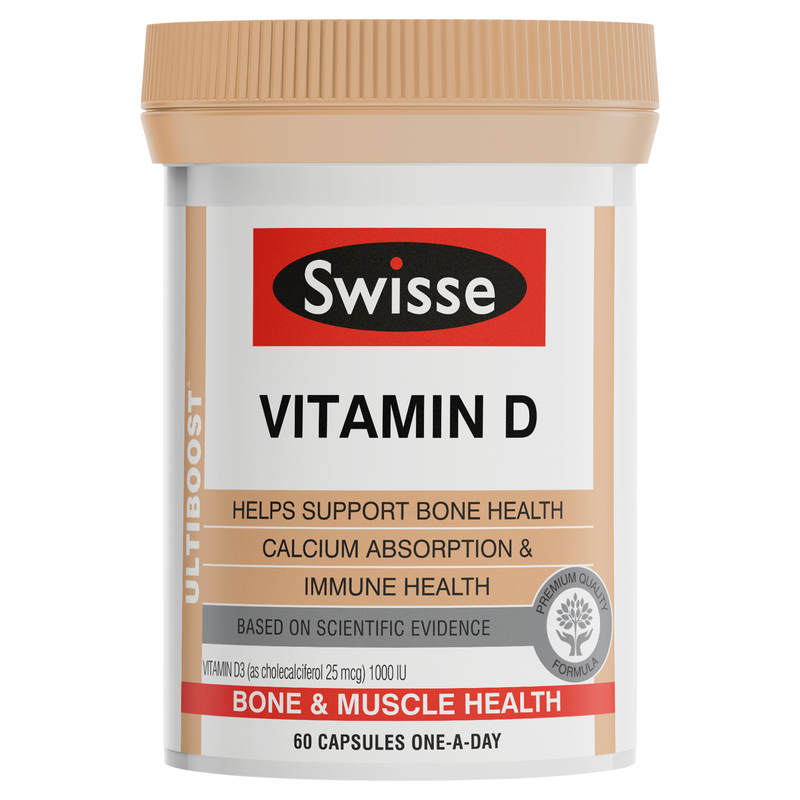 Swisse
VITAMIN D
ULTIBOOST®
HELPS SUPPORT BONE HEALTH
CALCIUM ABSORPTION &
IMMUNE HEALTH
BASED ON SCIENTIFIC EVIDENCE
PREMIUM QUALITY
FORMULA
VITAMIN D3 (as cholecalciferol 25 mcg) 1000 IU
BONE & MUSCLE HEALTH
60 CAPSULES ONE-A-DAY